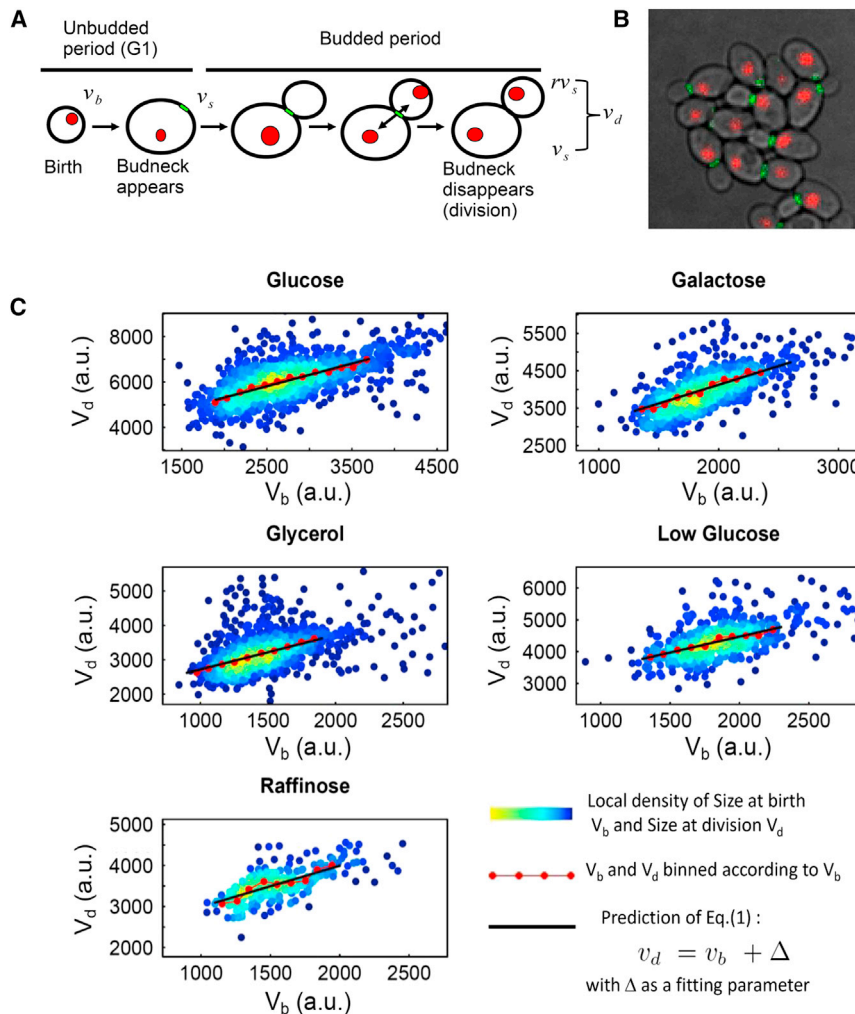 A
Unbudded period (G1)
Budded period
v_b
v_s
rv_s
v_s
v_d
Birth
Budneck appears
Budneck disappears (division)
B
C
Glucose
V_d (a.u.)
8000
6000
4000
1500
2500
3500
4500
V_b (a.u.)
Galactose
V_d (a.u.)
5500
4500
3500
2500
1000
2000
3000
V_b (a.u.)
Glycerol
V_d (a.u.)
5000
4000
3000
2000
1000
1500
2000
2500
V_b (a.u.)
Low Glucose
V_d (a.u.)
6000
5000
4000
3000
1000
1500
2000
2500
V_b (a.u.)
Raffinose
V_d (a.u.)
5000
4000
3000
2000
1000
1500
2000
2500
V_b (a.u.)
Local density of Size at birth
V_b and Size at division V_d
V_b and V_d binned according to V_b
Prediction of Eq.(1) :
v_d = v_b + Δ
with Δ as a fitting parameter